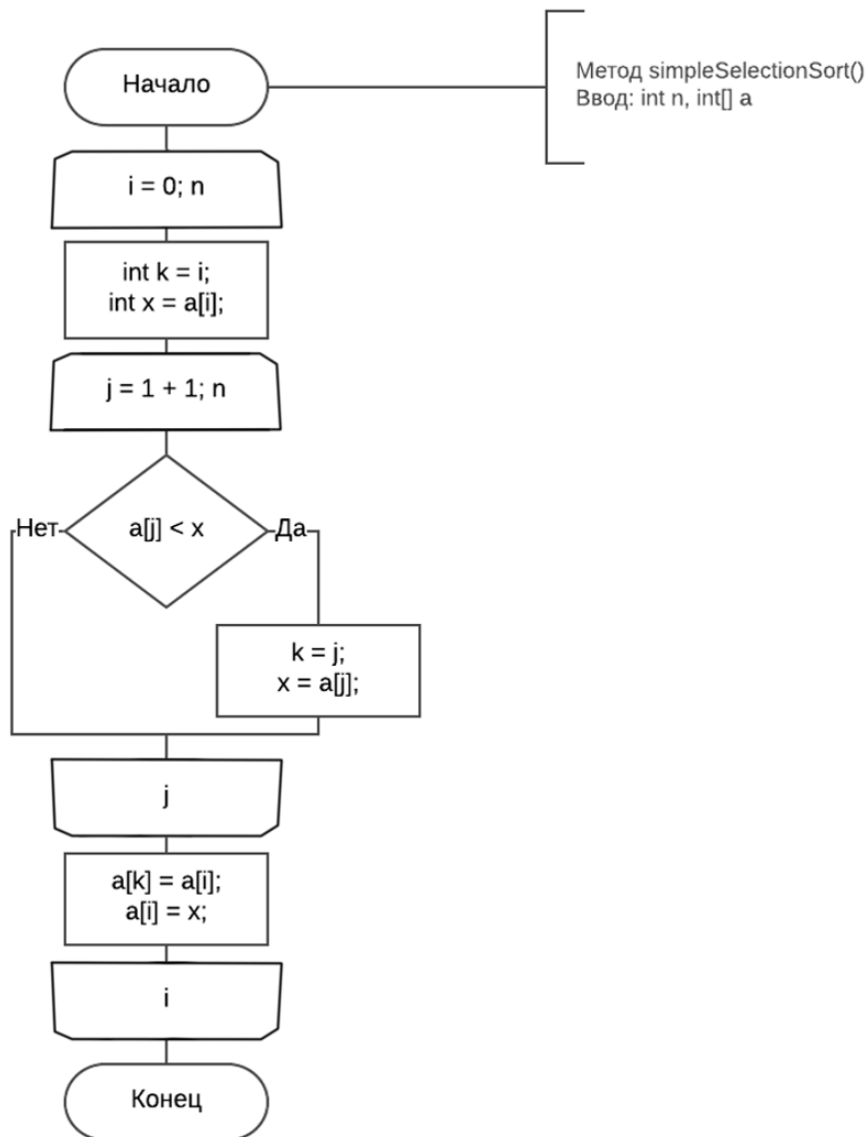 Начало
Метод simpleSelectionSort()
Ввод: int n, int[] a
i = 0; n
int k = i;
int x = a[i];
j = 1 + 1; n
Нет
a[j] < x
Да
k = j;
x = a[j];
j
a[k] = a[i];
a[i] = x;
i
Конец